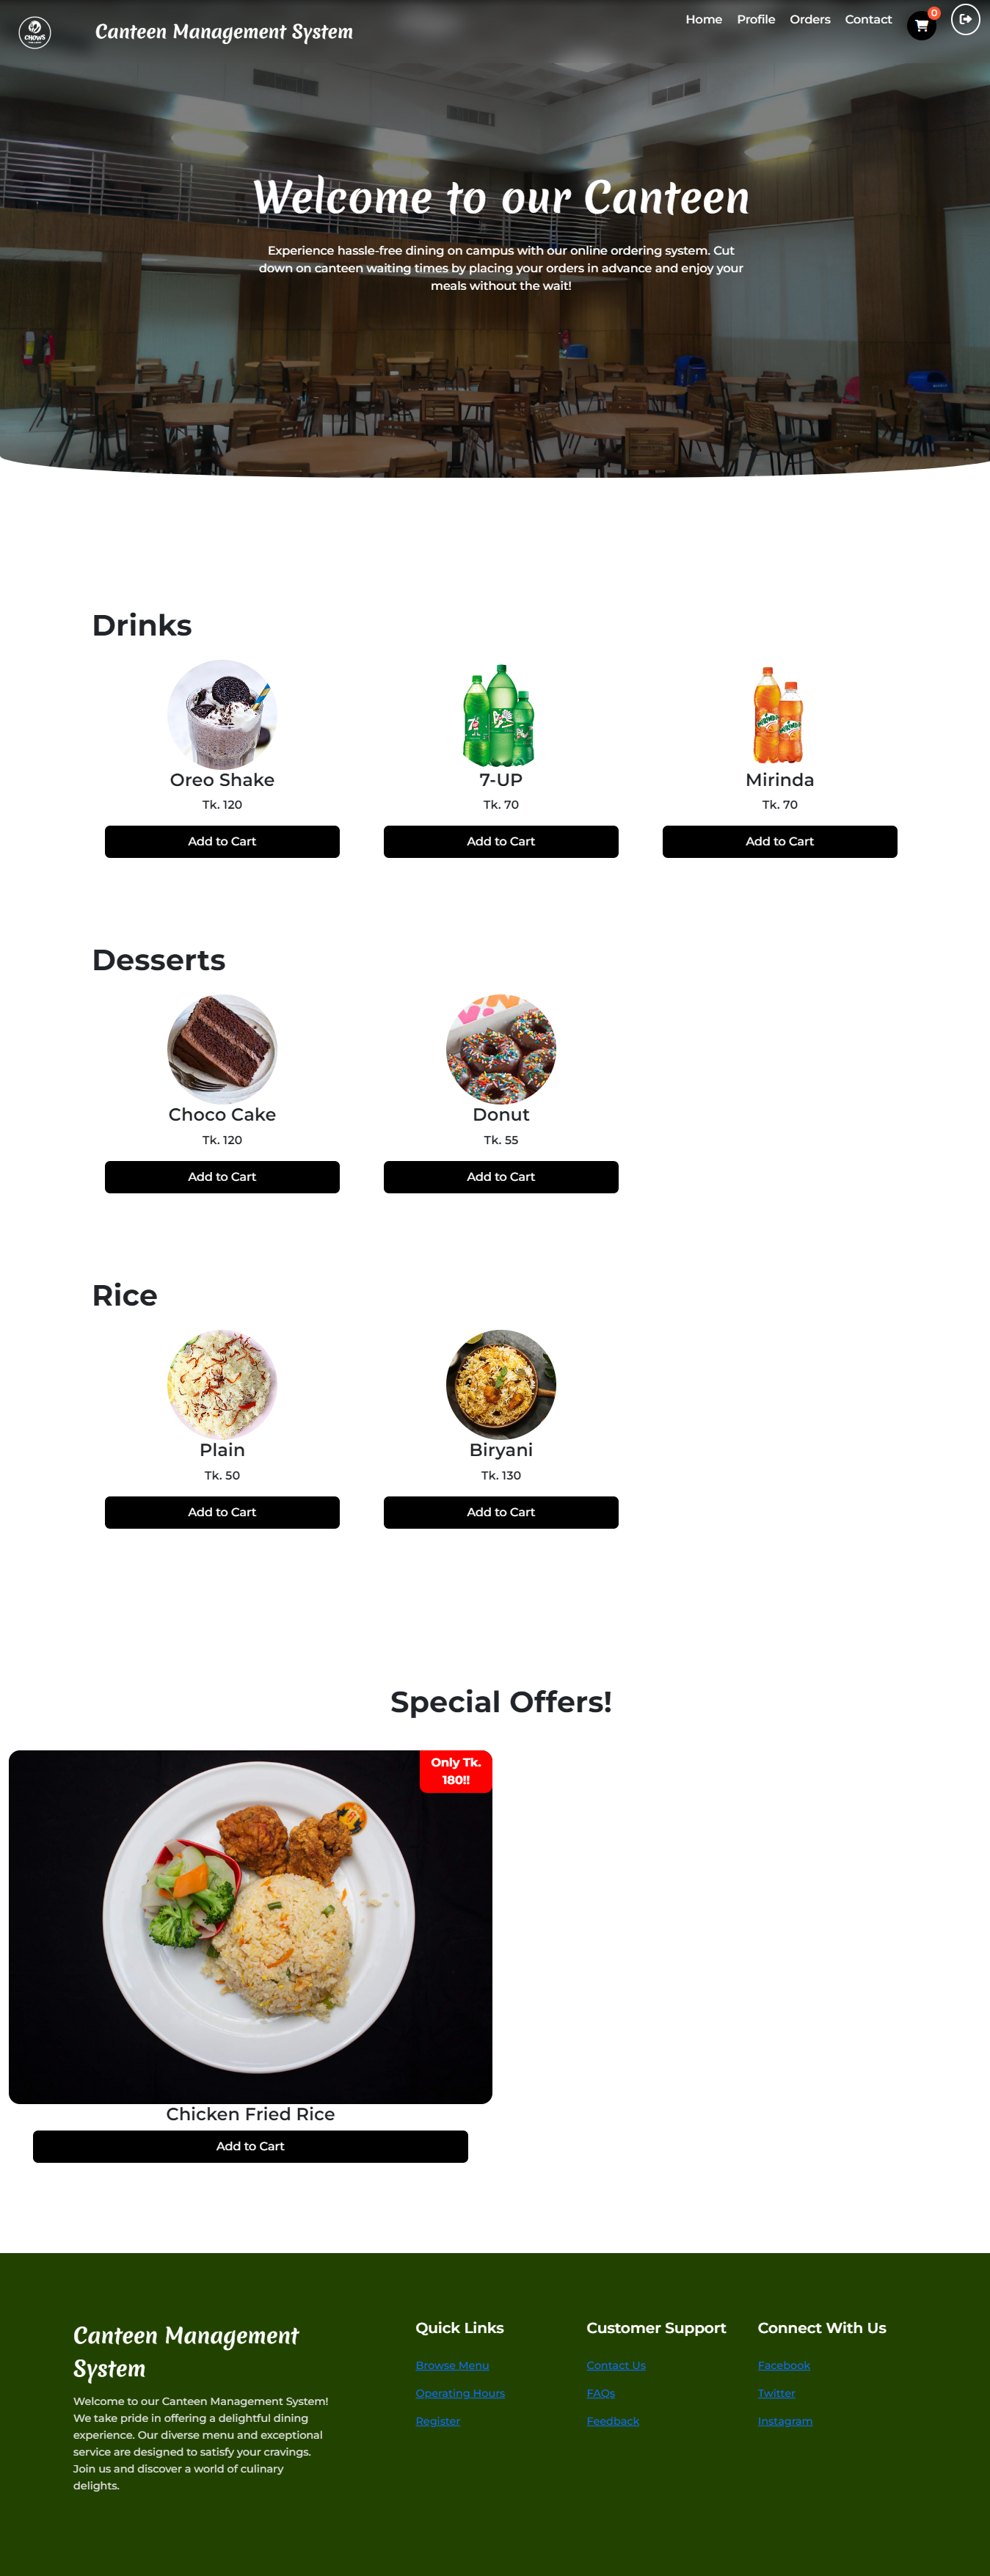 CHOWS
Canteen Management System
Home
Profile
Orders
Contact
0
Welcome to our Canteen
Experience hassle-free dining on campus with our online ordering system. Cut
down on canteen waiting times by placing your orders in advance and enjoy your
meals without the wait!
Drinks
Oreo Shake
Tk. 120
Add to Cart
7-UP
Tk. 70
Add to Cart
Mirinda
Tk. 70
Add to Cart
Desserts
Choco Cake
Tk. 120
Add to Cart
Donut
Tk. 55
Add to Cart
Rice
Plain
Tk. 50
Add to Cart
Biryani
Tk. 130
Add to Cart
Special Offers!
Only Tk.
180!!
Chicken Fried Rice
Add to Cart
Canteen Management
System
Welcome to our Canteen Management System!
We take pride in offering a delightful dining
experience. Our diverse menu and exceptional
service are designed to satisfy your cravings.
Join us and discover a world of culinary
delights.
Quick Links
Browse Menu
Operating Hours
Register
Customer Support
Contact Us
FAQs
Feedback
Connect With Us
Facebook
Twitter
Instagram